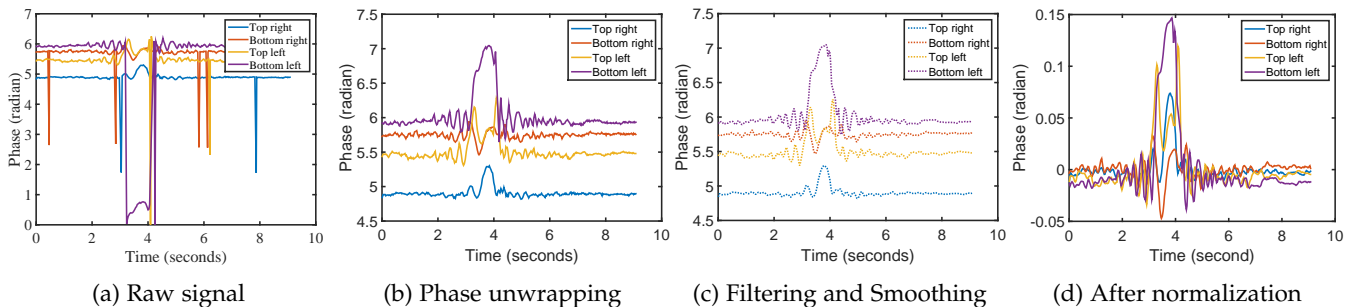 7
6
5
4
3
2
1
0
Phase (radian)
0 2 4 6 8 10
Time (seconds)
Top right
Bottom right
Top left
Bottom left
(a) Raw signal
7.5
7
6.5
6
5.5
5
4.5
Phase (radian)
0 2 4 6 8 10
Time (seconds)
Top right
Bottom right
Top left
Bottom left
(b) Phase unwrapping
7.5
7
6.5
6
5.5
5
4.5
Phase (radian)
0 2 4 6 8 10
Time (seconds)
Top right
Bottom right
Top left
Bottom left
(c) Filtering and Smoothing
0.15
0.1
0.05
0
-0.05
Phase (radian)
0 2 4 6 8 10
Time (seconds)
Top right
Bottom right
Top left
Bottom left
(d) After normalization